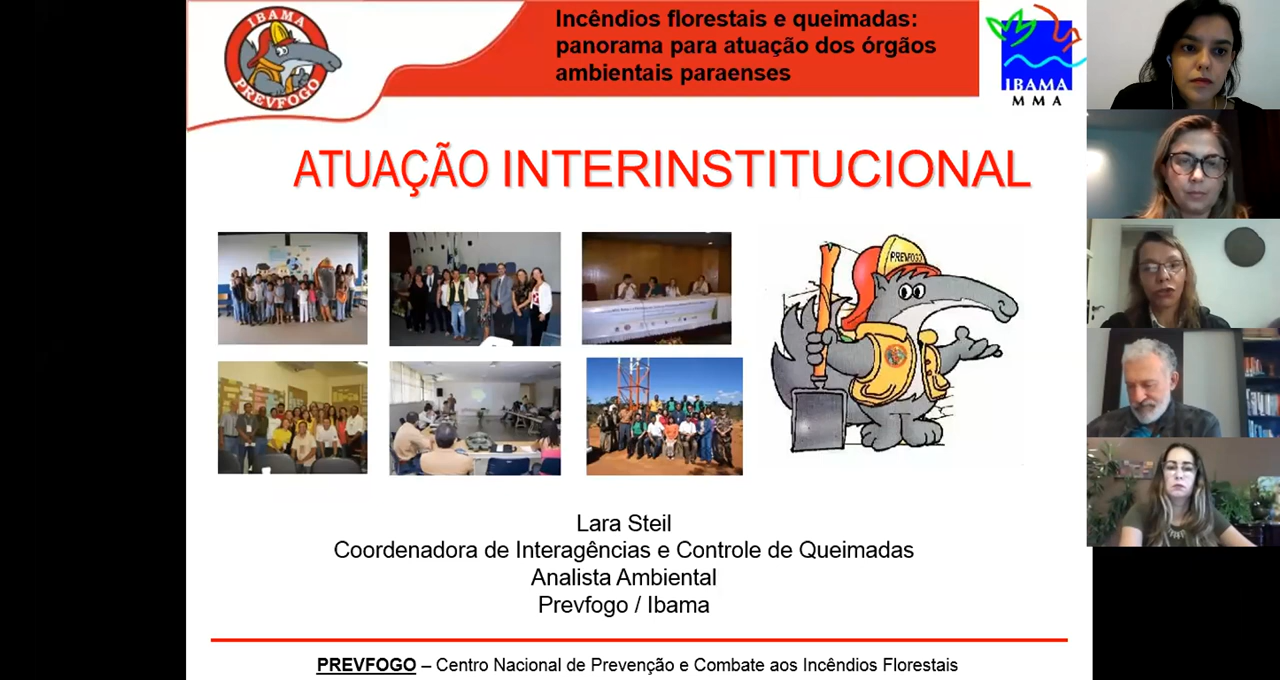 IBAMA
PREVFOGO
Incêndios florestais e queimadas:
panorama para atuação dos órgãos
ambientais paraenses
IBAMA
MMA
ATUAÇÃO INTERINSTITUCIONAL
PREVFOGO
Lara Steil
Coordenadora de Interagências e Controle de Queimadas
Analista Ambiental
Prevfogo / Ibama
PREVFOGO – Centro Nacional de Prevenção e Combate aos Incêndios Florestais